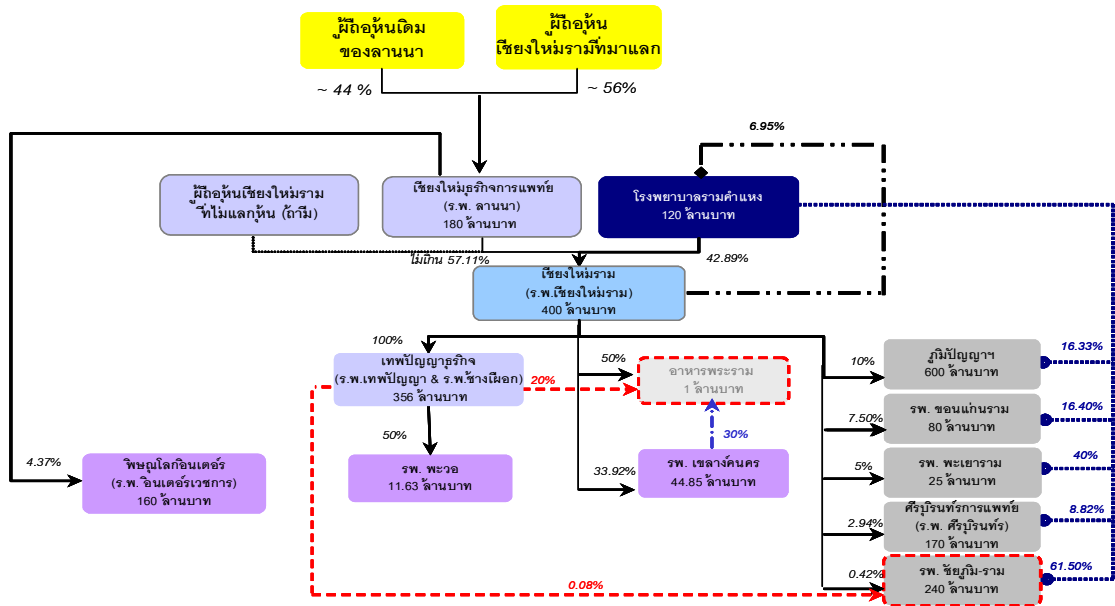 ผู้ถือหุ้นเดิม
ของลานนา
ผู้ถือหุ้น
เชียงใหม่รามที่มาแลก
~ 44 %
~ 56%
6.95%
ผู้ถือหุ้นเชียงใหม่ราม
ที่ไม่แลกหุ้น (ถ้ามี)
เชียงใหม่ธุรกิจการแพทย์
(ร.พ. ลานนา)
180 ล้านบาท
โรงพยาบาลรามคำแหง
120 ล้านบาท
ไม่เกิน 57.11%
42.89%
เชียงใหม่ราม
(ร.พ.เชียงใหม่ราม)
400 ล้านบาท
100%
เทพปัญญาธุรกิจ
(ร.พ.เทพปัญญา & ร.พ.ช้างเผือก)
356 ล้านบาท
20%
50%
อาหารพระราม
1 ล้านบาท
10%
ภูมิปัญญาฯ
600 ล้านบาท
16.33%
7.50%
รพ. ขอนแก่นราม
80 ล้านบาท
16.40%
50%
30%
4.37%
พิษณุโลกอินเตอร์
(ร.พ. อินเตอร์เวชการ)
160 ล้านบาท
รพ. พะวอ
11.63 ล้านบาท
33.92%
รพ. เขลางค์นคร
44.85 ล้านบาท
5%
รพ. พะเยาราม
25 ล้านบาท
40%
2.94%
ศรีบุรินทร์การแพทย์
(ร.พ. ศรีบุรินทร์)
170 ล้านบาท
8.82%
0.08%
0.42%
รพ. ชัยภูมิ-ราม
240 ล้านบาท
61.50%